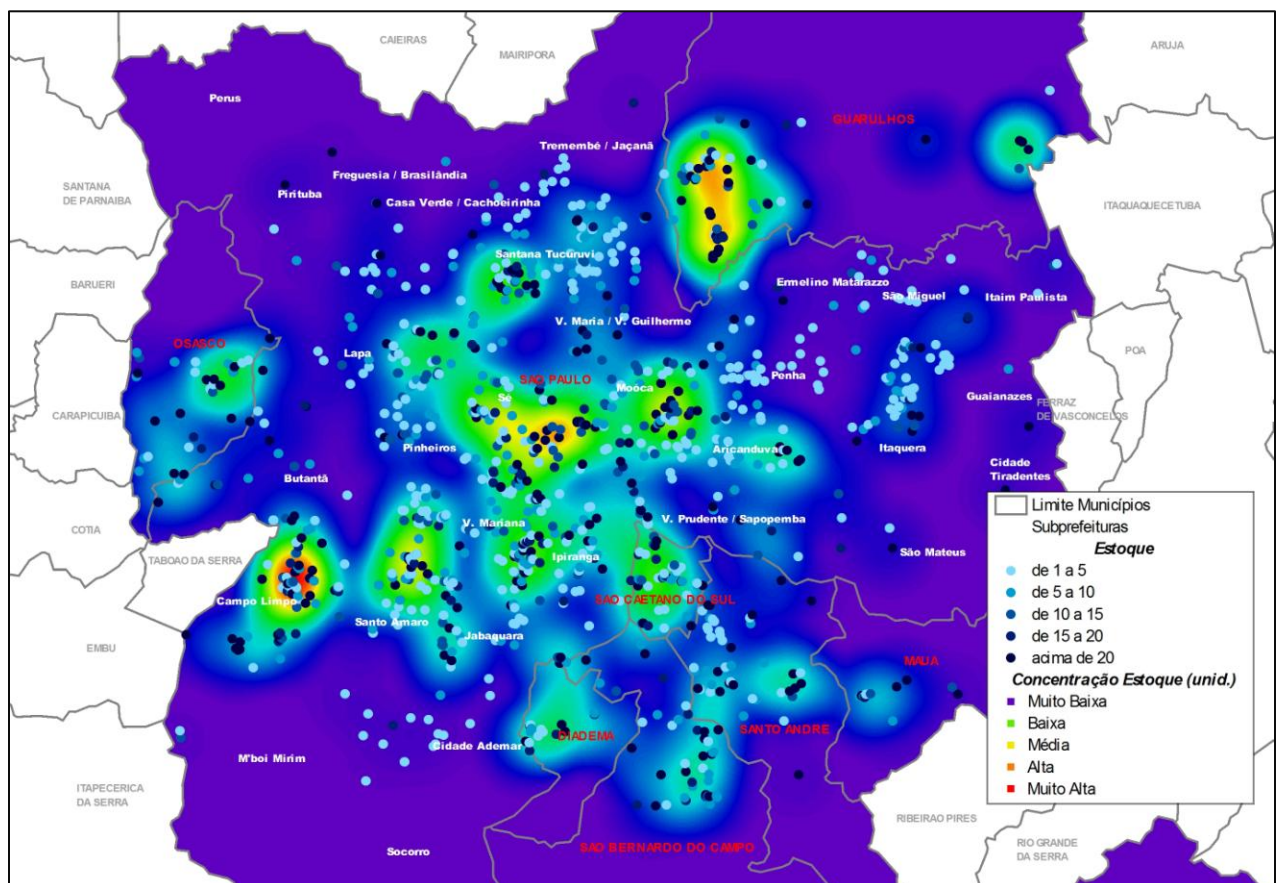 CAIEIRAS
MAIRIPORA
ARUJA
Perus
GUARULHOS
Tremembé / Jaçanã
Freguesia / Brasilândia
SANTANA
DE PARNAIBA
Pirituba
Casa Verde / Cachoeirinha
ITAQUAQUECETUBA
Santana Tucuruvi
BARUERI
Ermelino Matarazzo
São Miguel
Itaim Paulista
V. Maria / V. Guilherme
OSASCO
Lapa
POA
SAO PAULO
Penha
Moóca
Sé
Guaianazes
FERRAZ
DE VASCONCELOS
CARAPICUIBA
Pinheiros
Aricanduva
Itaquera
Butantã
Cidade
Tiradentes
COTIA
V. Mariana
V. Prudente / Sapopemba
TABOAO DA SERRA
Ipiranga
São Mateus
Campo Limpo
SAO CAETANO DO SUL
Santo Amaro
Jabaquara
EMBU
MAUA
SANTO ANDRE
DIADEMA
Cidade Ademar
M'boi Mirim
ITAPECERICA
DA SERRA
RIBEIRAO PIRES
SAO BERNARDO DO CAMPO
Socorro
RIO GRANDE
DA SERRA
Limite Municípios
Subprefeituras
Estoque
de 1 a 5
de 5 a 10
de 10 a 15
de 15 a 20
acima de 20
Concentração Estoque (unid.)
Muito Baixa
Baixa
Média
Alta
Muito Alta